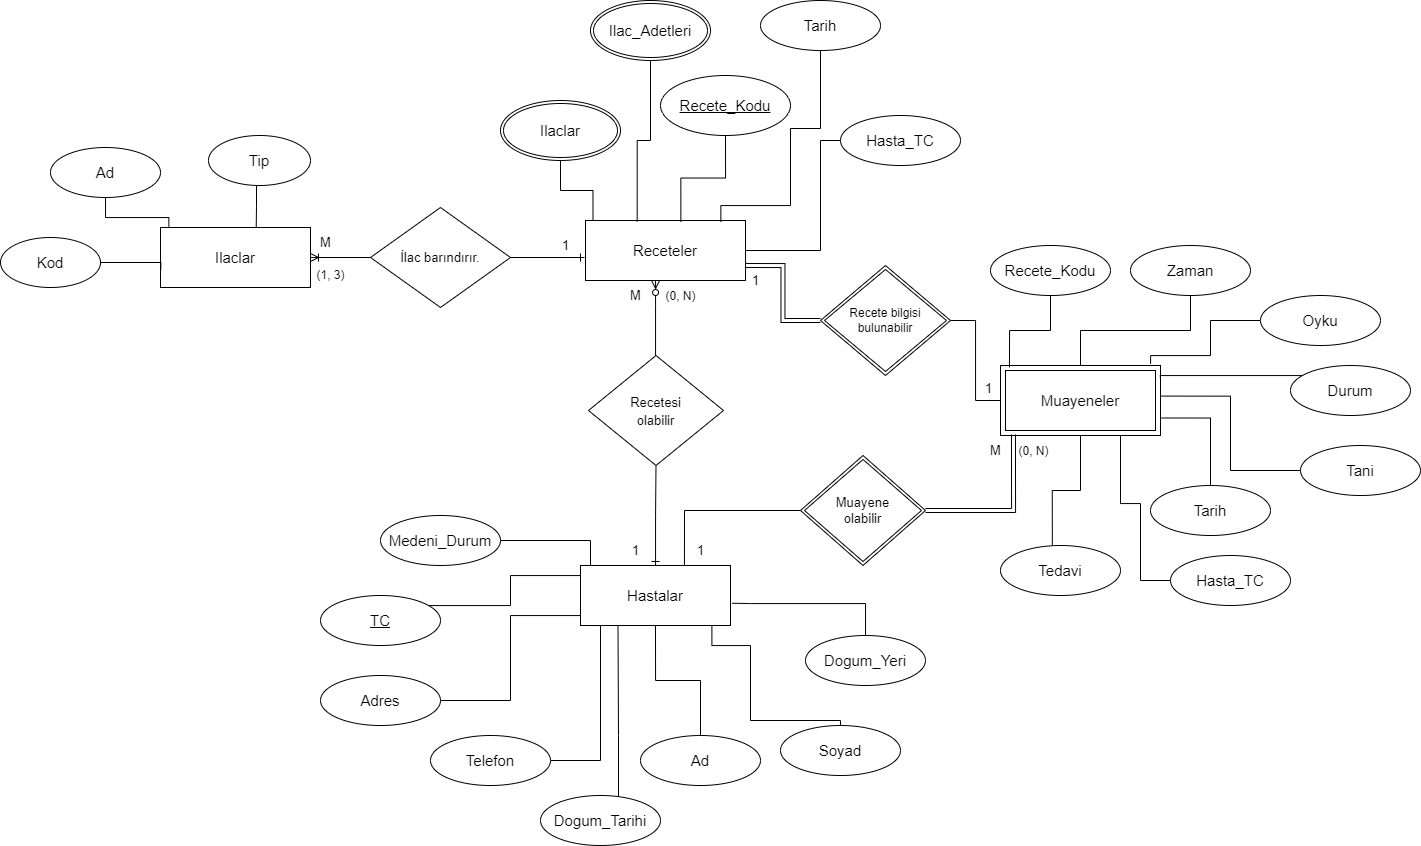 Ilac_Adetleri
Tarih
Recete_Kodu
Ilaclar
Hasta_TC
Tip
Ad
Kod
Ilaclar
M
(1, 3)
İlac barındırır.
1
Receteler
1
M
(0, N)
Recete bilgisi
bulunabilir
Recete_Kodu
Zaman
Oyku
Durum
1
Muayeneler
M
(0, N)
Tani
Tarih
Hasta_TC
Tedavi
Recetesi
olabilir
Muayene
olabilir
1
1
Medeni_Durum
Hastalar
TC
Adres
Telefon
Dogum_Tarihi
Ad
Soyad
Dogum_Yeri